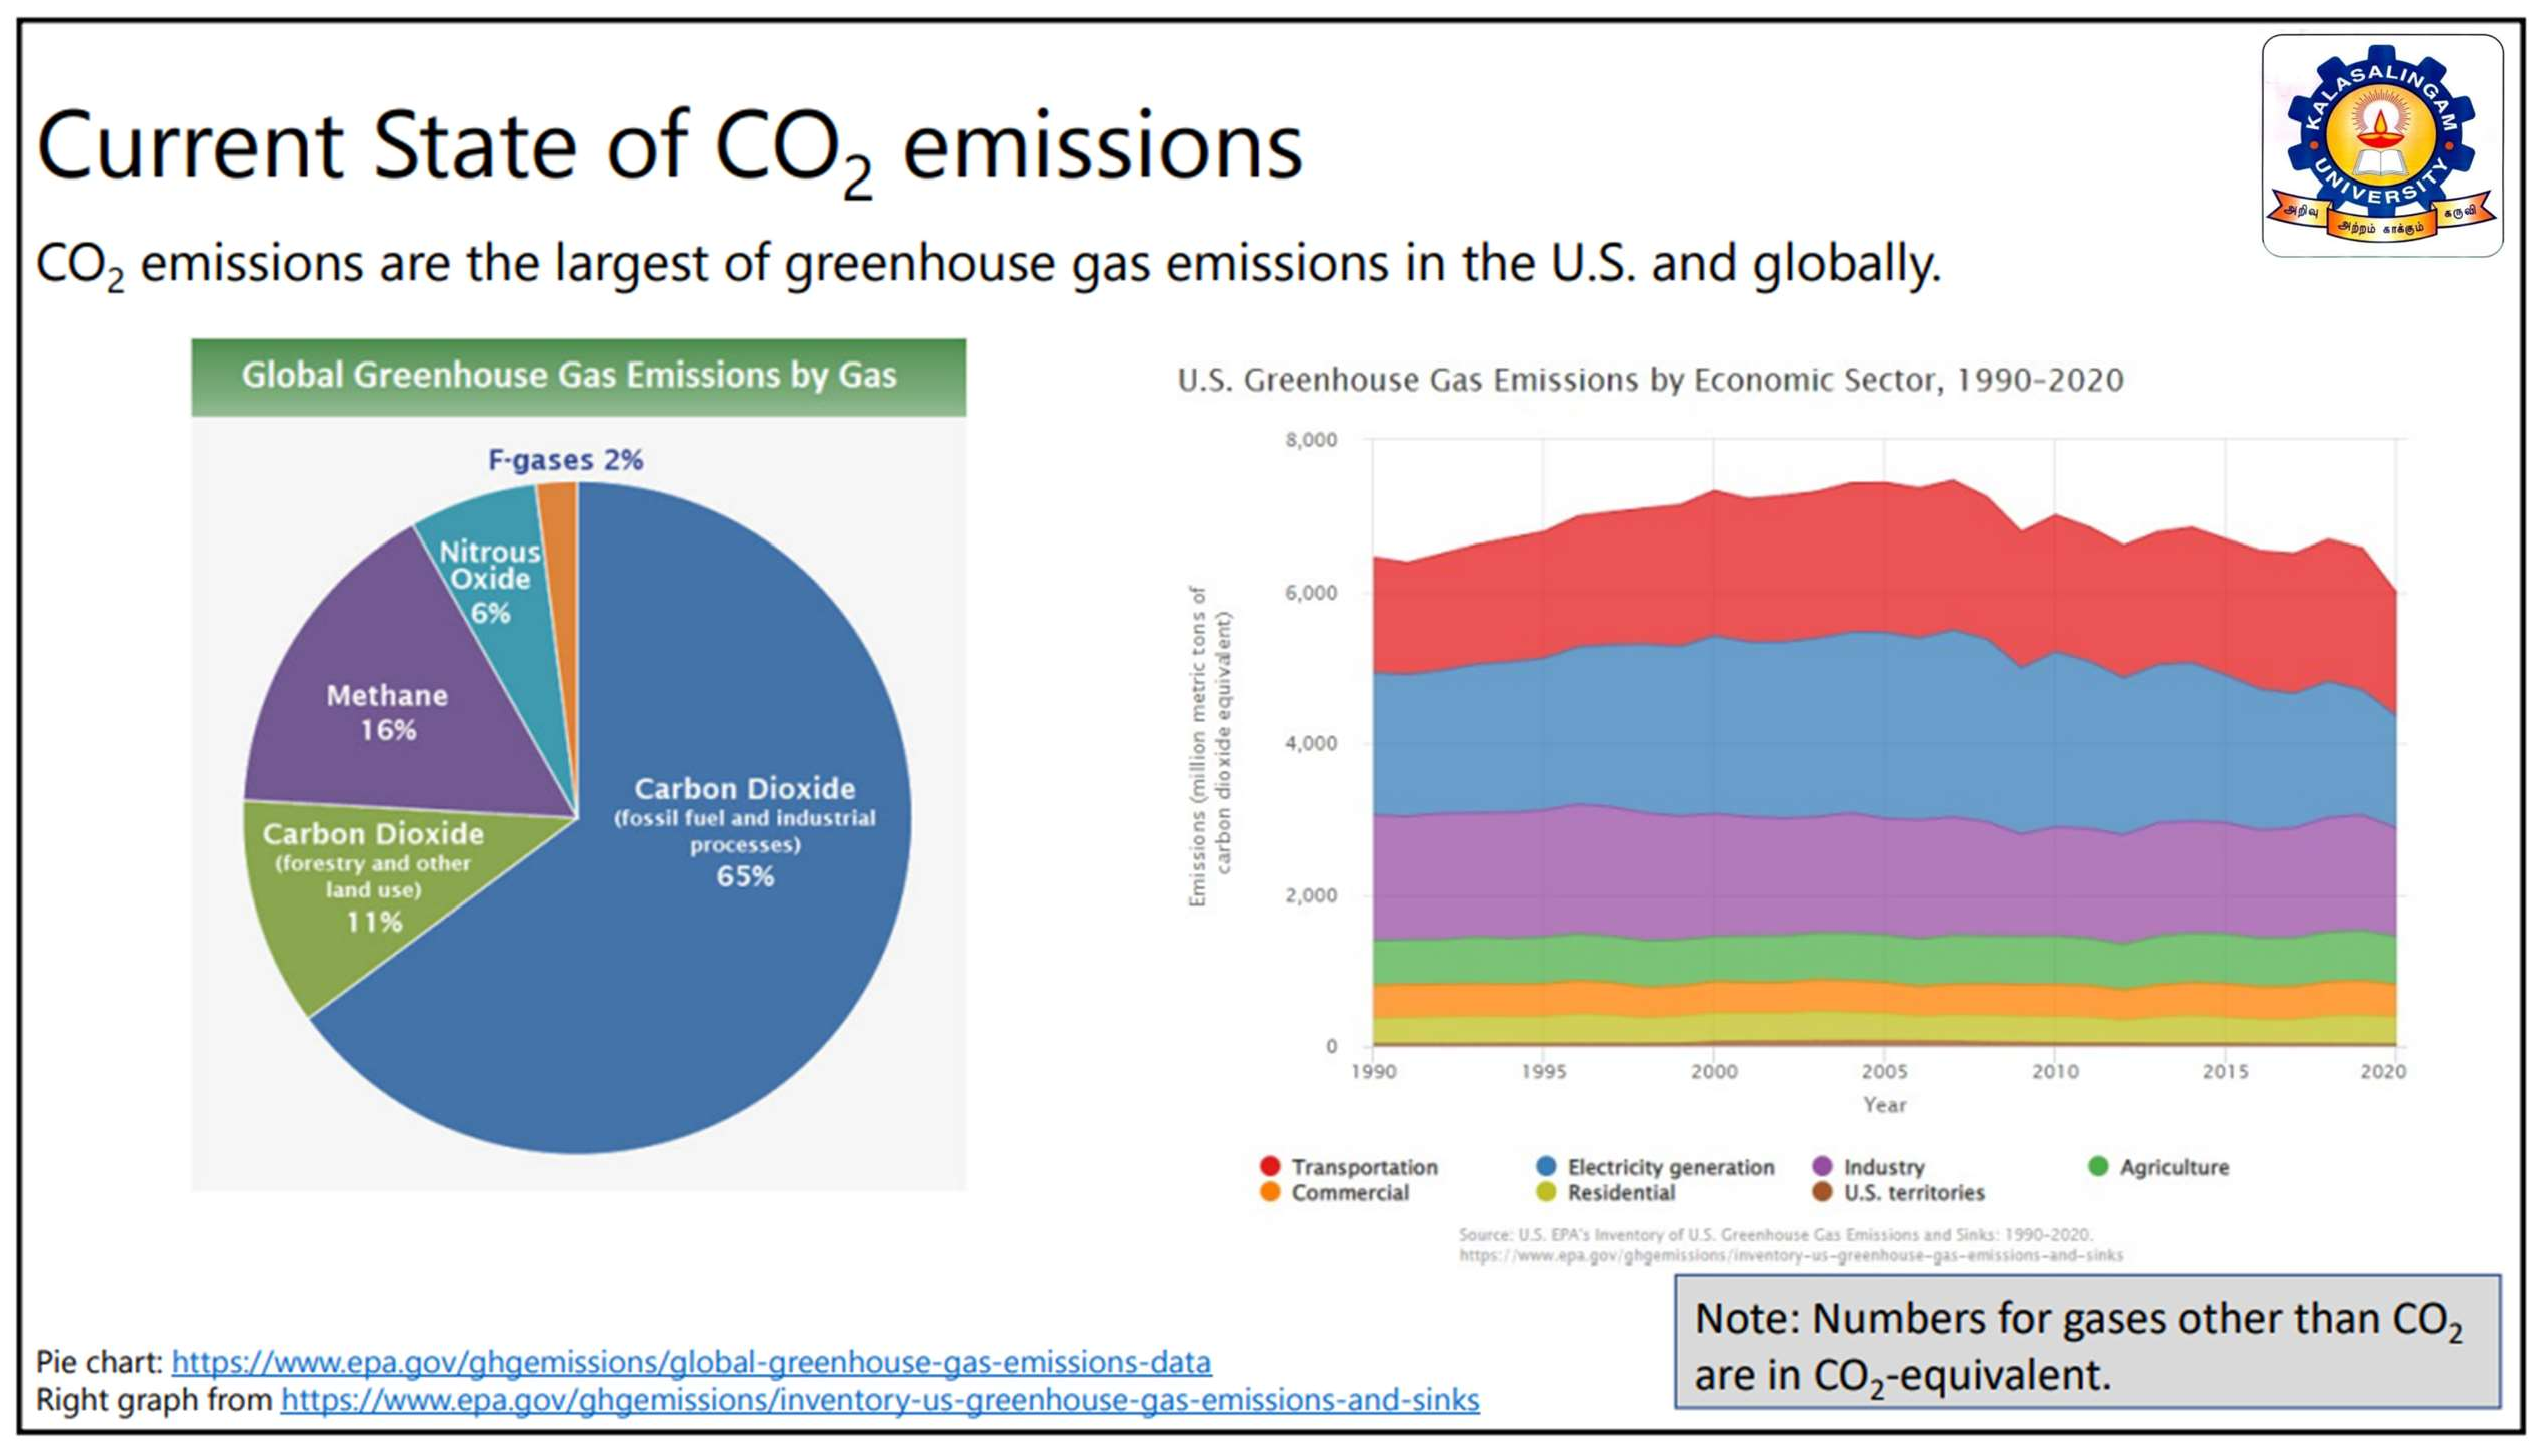 Current State of CO₂ emissions
KALASALINGAM
UNIVERSITY
அறிவு
அற்றம் காக்கும்
கருவி
CO₂ emissions are the largest of greenhouse gas emissions in the U.S. and globally.
Global Greenhouse Gas Emissions by Gas
F-gases 2%
Nitrous
Oxide
6%
Methane
16%
Carbon Dioxide
(forestry and other
land use)
11%
Carbon Dioxide
(fossil fuel and industrial
processes)
65%
U.S. Greenhouse Gas Emissions by Economic Sector, 1990–2020
Emissions (million metric tons of
carbon dioxide equivalent)
8,000
6,000
4,000
2,000
0
1990 1995 2000 2005 2010 2015 2020
Year
Transportation Electricity generation Industry Agriculture
Commercial Residential U.S. territories
Source: U.S. EPA's Inventory of U.S. Greenhouse Gas Emissions and Sinks: 1990–2020.
https://www.epa.gov/ghgemissions/inventory-us-greenhouse-gas-emissions-and-sinks
Note: Numbers for gases other than CO₂
are in CO₂-equivalent.
Pie chart: https://www.epa.gov/ghgemissions/global-greenhouse-gas-emissions-data
Right graph from https://www.epa.gov/ghgemissions/inventory-us-greenhouse-gas-emissions-and-sinks